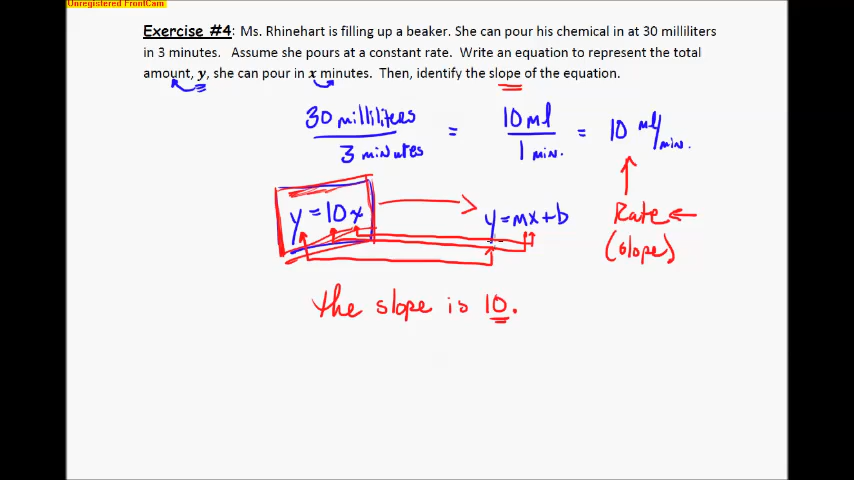 Unregistered FrontCam
Exercise #4: Ms. Rhinehart is filling up a beaker. She can pour his chemical in at 30 milliliters
in 3 minutes. Assume she pours at a constant rate. Write an equation to represent the total
amount, y, she can pour in x minutes. Then, identify the slope of the equation.
30 milliliters / 3 minutes = 10 ml / 1 min. = 10 ml/min.
y = 10x
y = mx + b
Rate
(slope)
the slope is 10.